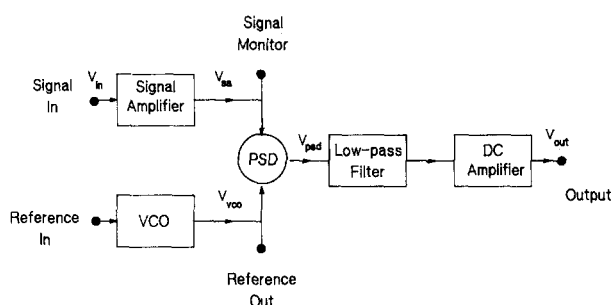 Signal
Monitor
Signal
In
V_in
Signal
Amplifier
V_sa
PSD
V_psd
Low-pass
Filter
DC
Amplifier
V_out
Output
Reference
In
VCO
V_vco
Reference
Out